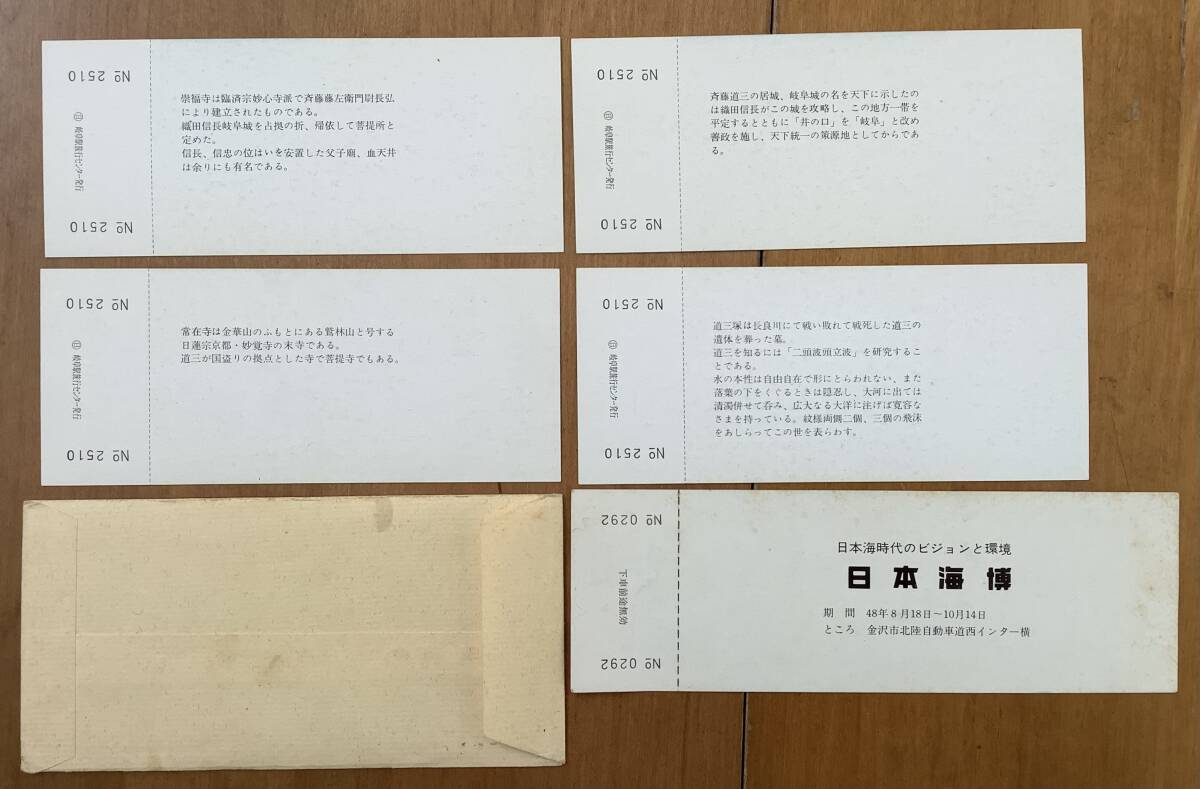 № 2510
⑪ 岐阜駅旅行センター発行
№ 2510
崇福寺は臨済宗妙心寺派で斉藤藤左衛門尉長弘
により建立されたものである。
織田信長岐阜城を占拠の折、帰依して菩提所と
定めた。
信長、信忠の位はいを安置した父子廟、血天井
は余りにも有名である。
№ 2510
⑪ 岐阜駅旅行センター発行
№ 2510
斉藤道三の居城、岐阜城の名を天下に示したの
は織田信長がこの城を攻略し、この地方一帯を
平定するとともに「井の口」を「岐阜」と改め
善政を施し、天下統一の策源地としてからであ
る。
№ 2510
⑪ 岐阜駅旅行センター発行
№ 2510
常在寺は金華山のふもとにある鷲林山と号する
日蓮宗京都・妙覚寺の末寺である。
道三が国盗りの拠点とした寺で菩提寺でもある。
№ 2510
⑪ 岐阜駅旅行センター発行
№ 2510
道三塚は長良川にて戦い敗れて戦死した道三の
遺体を葬った墓。
道三を知るには「二頭波頭立波」を研究するこ
とである。
水の本性は自由自在で形にとらわれない、また
落葉の下をくぐるときは隠忍し、大河に出ては
清濁併せて呑み、広大なる大洋に注げば寛容な
さまを持っている。紋様両側二個、三個の飛沫
をあしらってこの世を表らわす。
№ 0292
下車前途無効
№ 0292
日本海時代のビジョンと環境
日本海博
期間 48年8月18日～10月14日
ところ 金沢市北陸自動車道西インター横